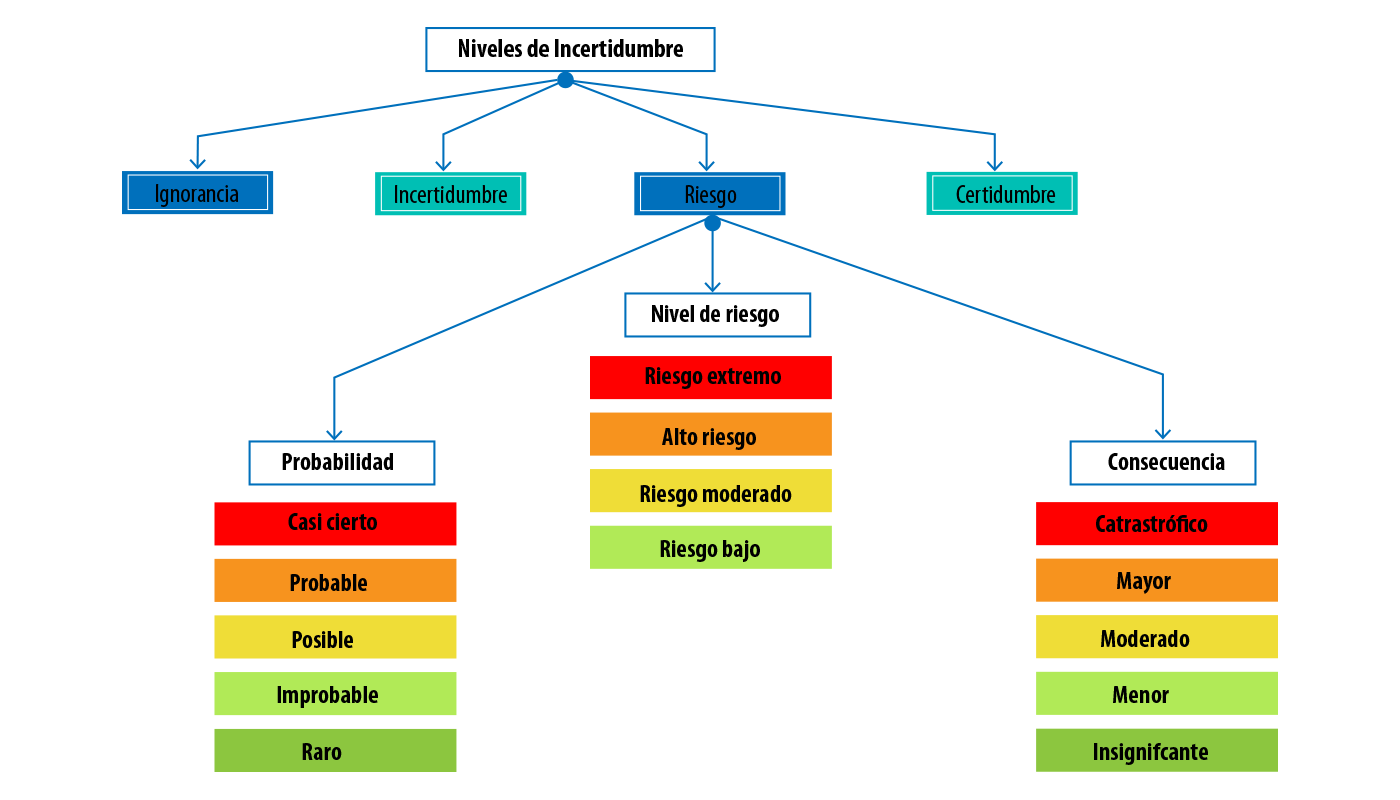 Niveles de Incertidumbre
Ignorancia
Incertidumbre
Riesgo
Certidumbre
Nivel de riesgo
Riesgo extremo
Alto riesgo
Riesgo moderado
Riesgo bajo
Probabilidad
Casi cierto
Probable
Posible
Improbable
Raro
Consecuencia
Catrastrófico
Mayor
Moderado
Menor
Insignifcante